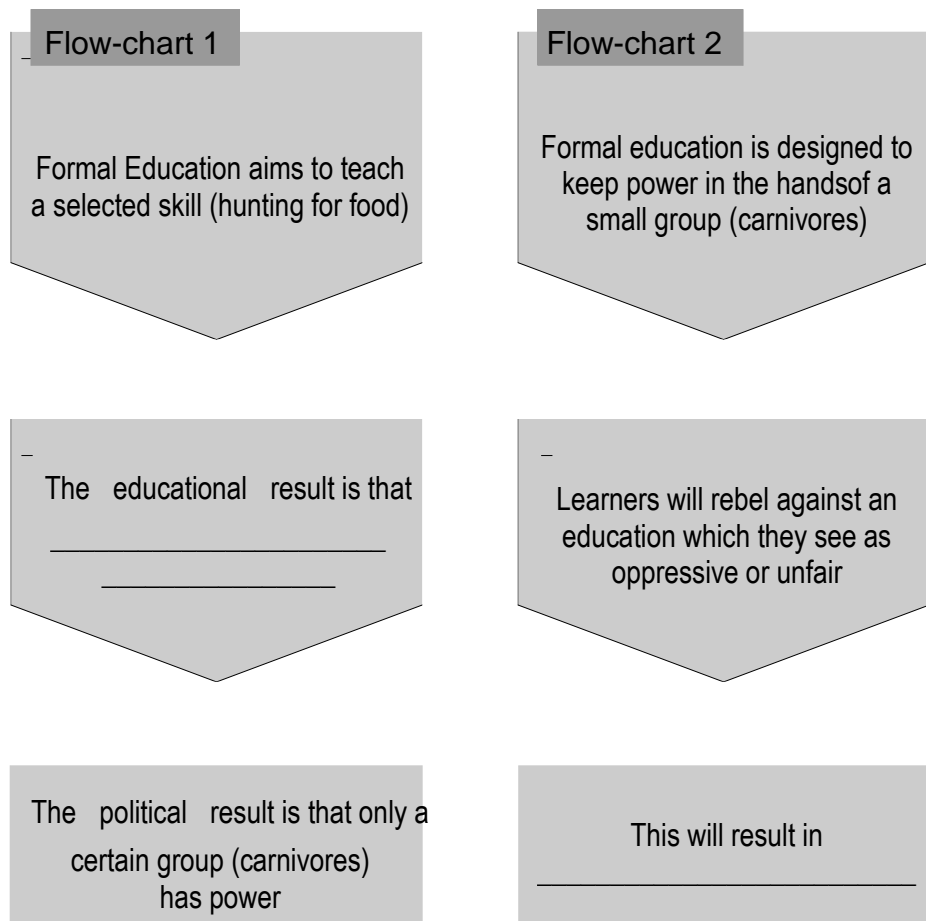 Flow-chart 1
_
Formal Education aims to teach
a selected skill (hunting for food)
_
The educational result is that
________________________
_________________
The political result is that only a
certain group (carnivores)
has power
Flow-chart 2
Formal education is designed to
keep power in the handsof a
small group (carnivores)
_
Learners will rebel against an
education which they see as
oppressive or unfair
This will result in
___________________________